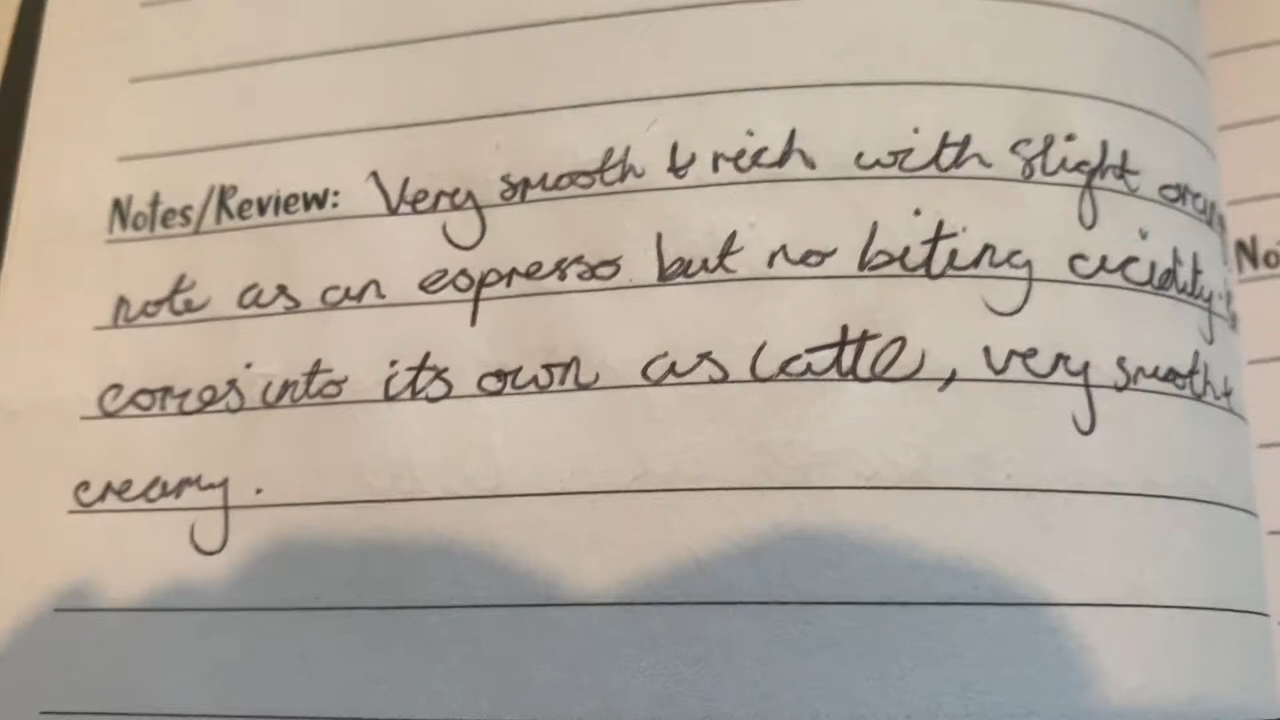 Notes/Review: Very smooth & rich with slight
note as an espresso but no biting acidity.
No
comes into its own as latte, very smooth &
creamy.